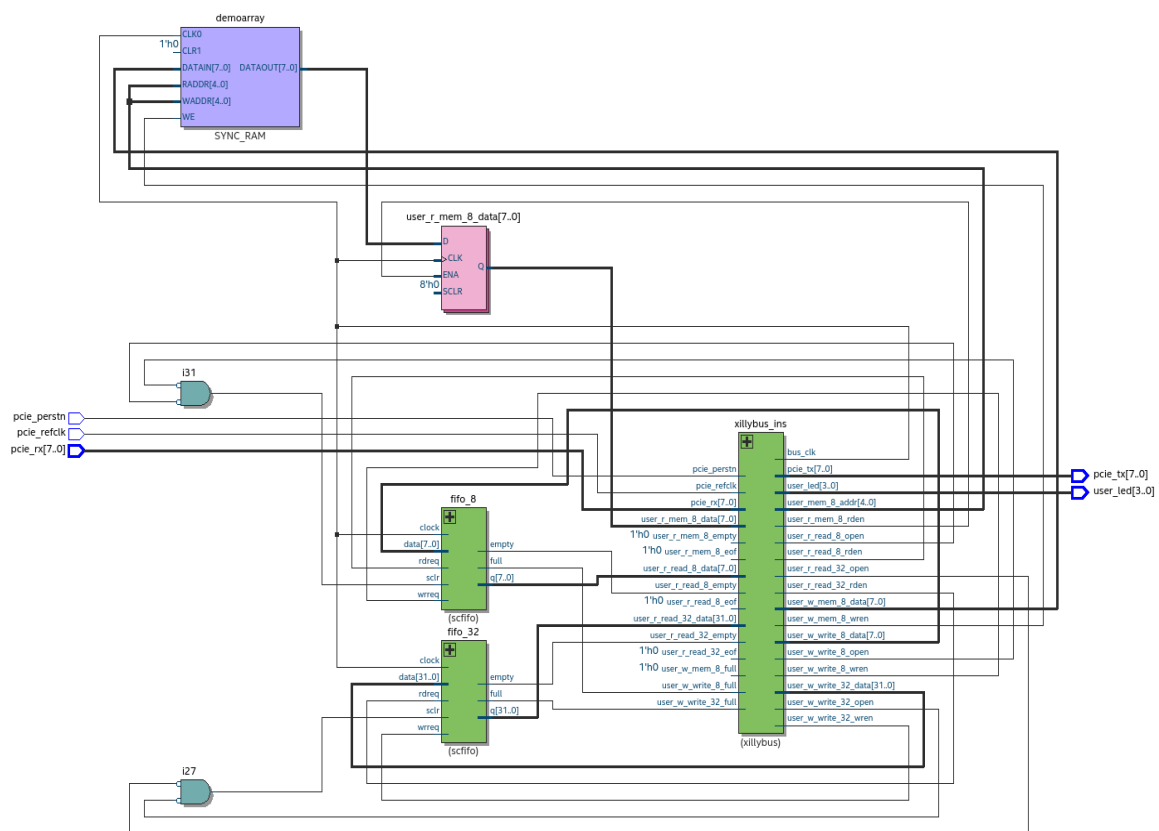 demoarray
CLK0
1'h0
CLR1
DATAIN[7..0]
DATAOUT[7..0]
RADDR[4..0]
WADDR[4..0]
WE
SYNC_RAM
user_r_mem_8_data[7..0]
D
CLK
Q
ENA
8'h0
SCLR
i31
pcie_perstn
pcie_refclk
pcie_rx[7..0]
xillybus_ins
bus_clk
pcie_perstn
pcie_tx[7..0]
pcie_refclk
user_led[3..0]
pcie_rx[7..0]
user_mem_8_addr[4..0]
user_r_mem_8_data[7..0]
user_r_mem_8_rden
1'h0 user_r_mem_8_empty
user_r_read_8_open
1'h0 user_r_mem_8_eof
user_r_read_8_rden
user_r_read_8_data[7..0]
user_r_read_32_open
user_r_read_8_empty
user_r_read_32_rden
1'h0 user_r_read_8_eof
user_w_mem_8_data[7..0]
user_r_read_32_data[31..0]
user_w_mem_8_wren
user_r_read_32_empty
user_w_write_8_data[7..0]
1'h0 user_r_read_32_eof
user_w_write_8_open
1'h0 user_w_mem_8_full
user_w_write_8_wren
user_w_write_8_full
user_w_write_32_data[31..0]
user_w_write_32_full
user_w_write_32_open
user_w_write_32_wren
(xillybus)
pcie_tx[7..0]
user_led[3..0]
fifo_8
clock
data[7..0]
empty
rdreq
full
sclr
q[7..0]
wrreq
(scfifo)
fifo_32
clock
data[31..0]
empty
rdreq
full
sclr
q[31..0]
wrreq
(scfifo)
i27